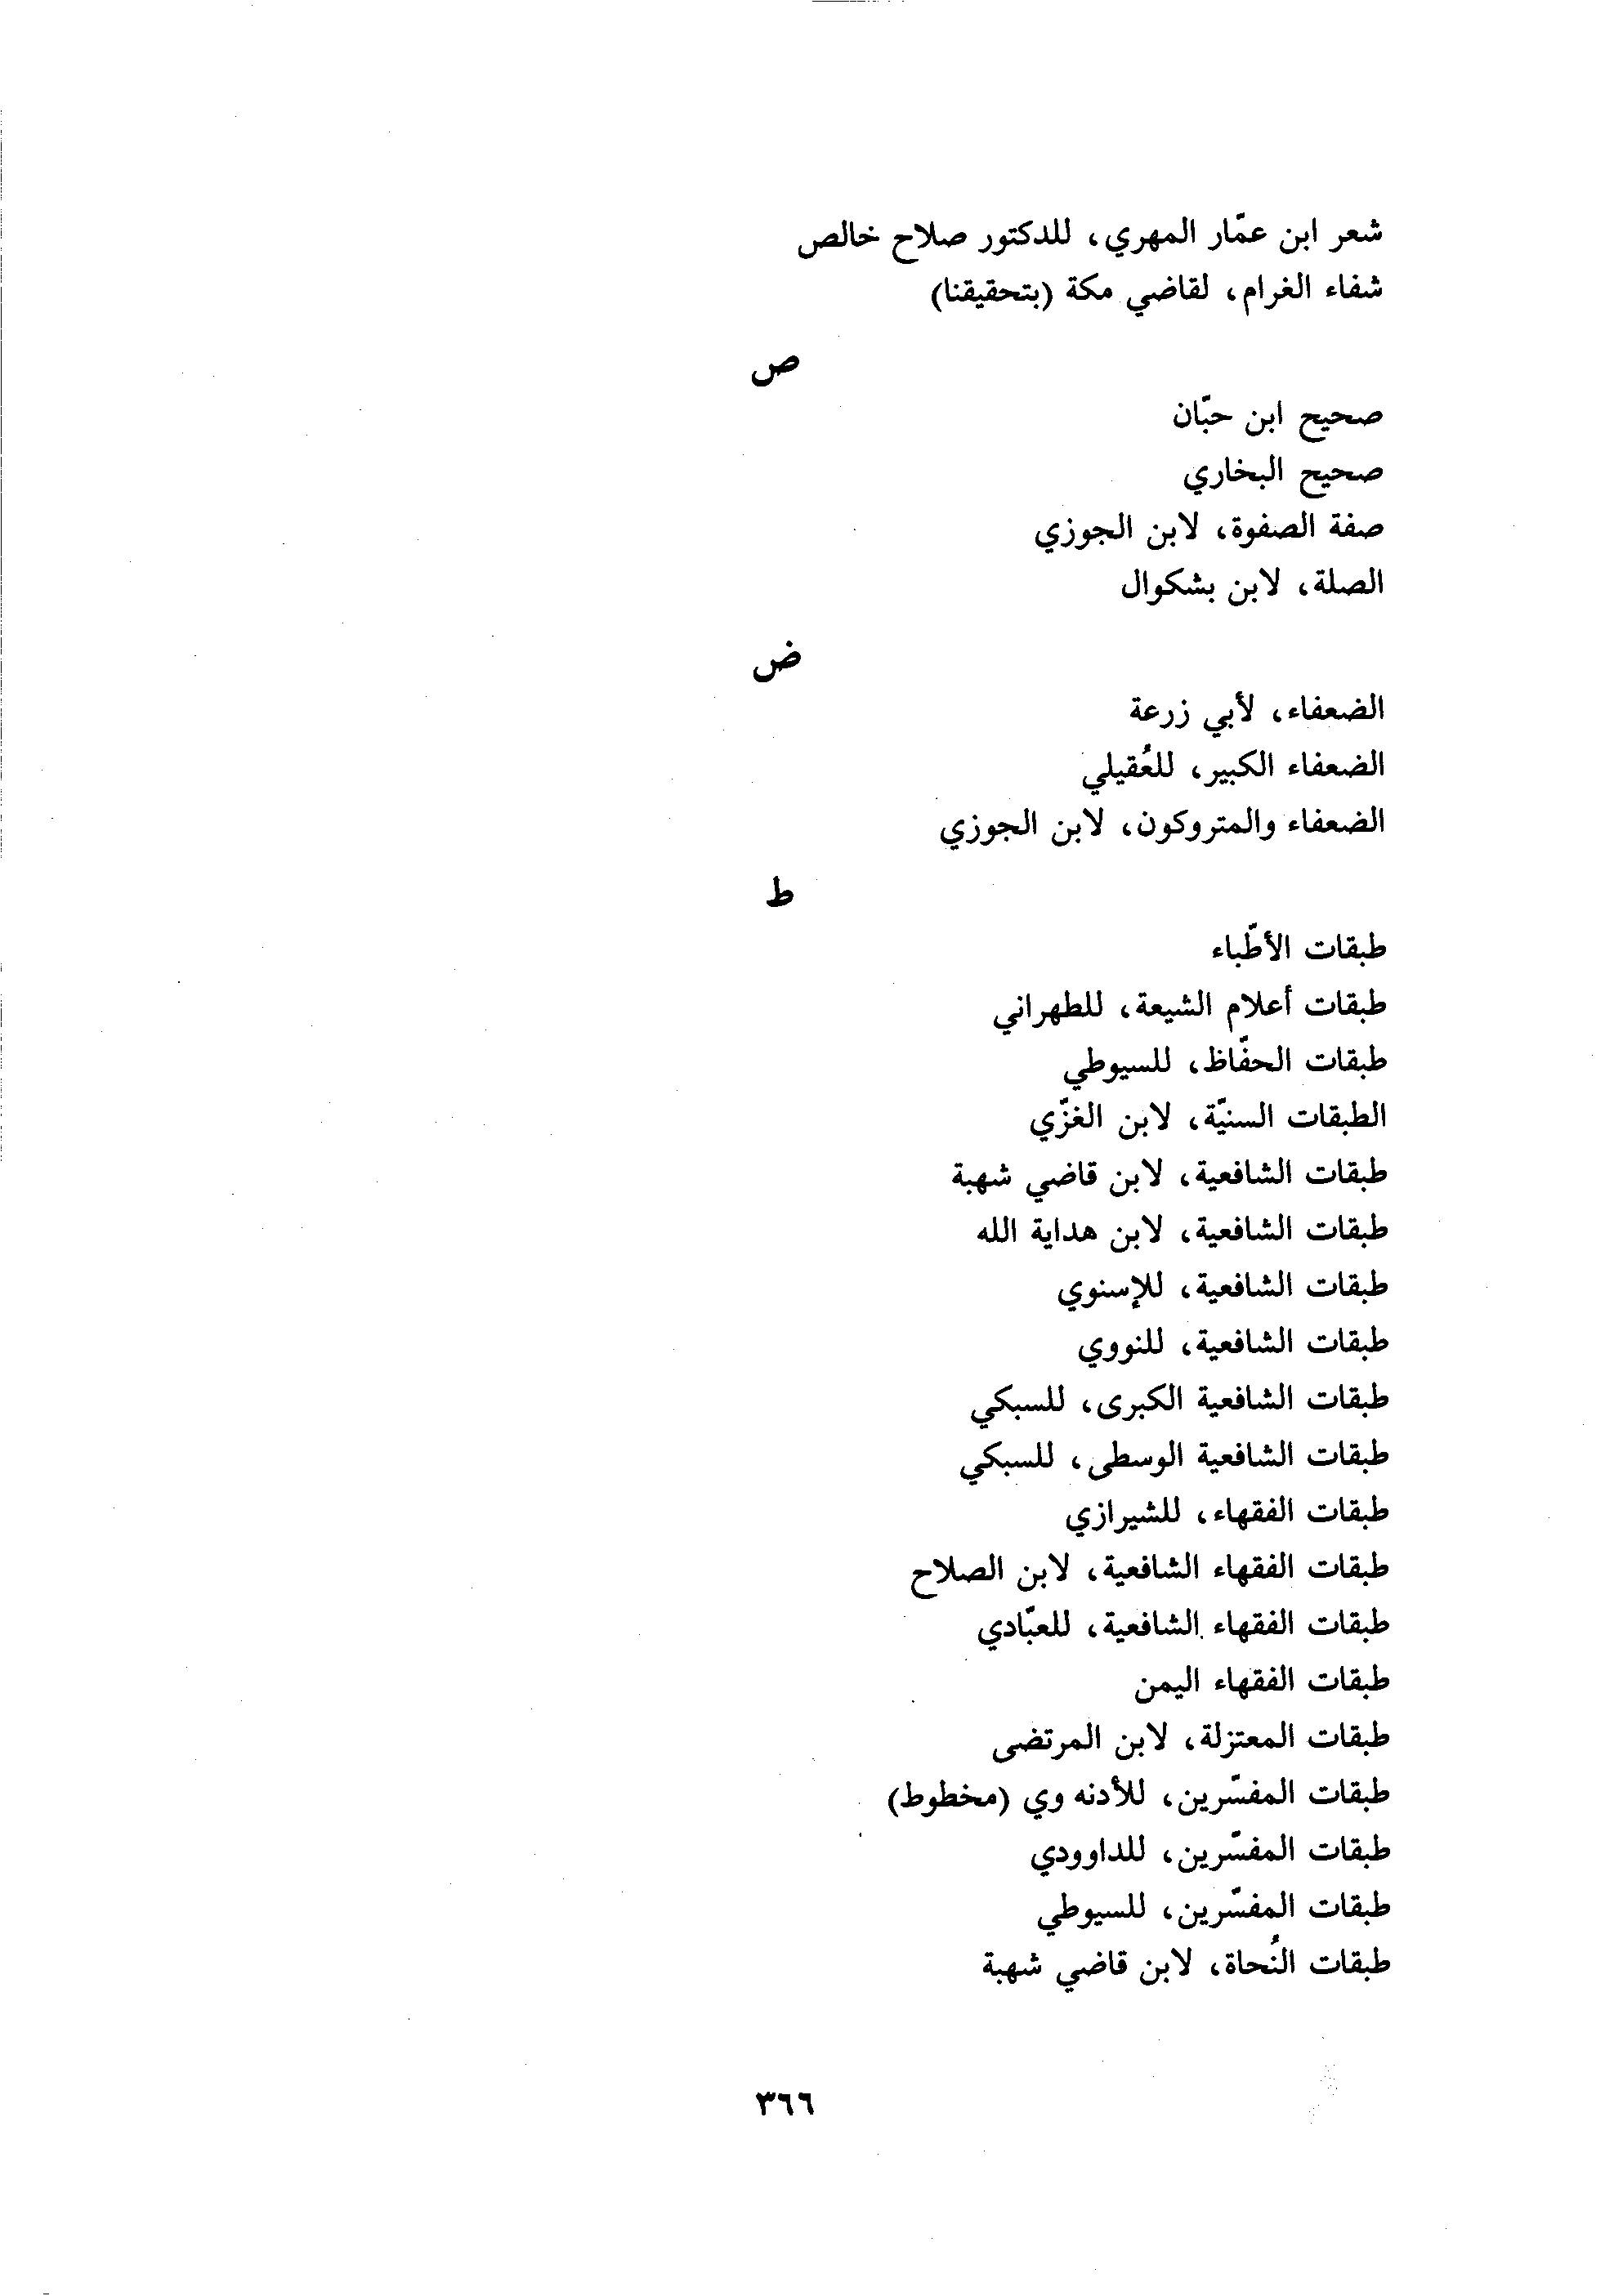 شعر ابن عمّار المهري، للدكتور صلاح خالص
شفاء الغرام، لقاضي مكة (بتحقيقنا)
ص
صحيح ابن حبّان
صحيح البخاري
صفة الصفوة، لابن الجوزي
الصلة، لابن بشكوال
ض
الضعفاء، لأبي زرعة
الضعفاء الكبير، للعُقيلي
الضعفاء والمتروكون، لابن الجوزي
ط
طبقات الأطّباء
طبقات أعلام الشيعة، للطهراني
طبقات الحفّاظ، للسيوطي
الطبقات السنيّة، لابن الغزّي
طبقات الشافعية، لابن قاضي شهبة
طبقات الشافعية، لابن هداية الله
طبقات الشافعية، للإسنوي
طبقات الشافعية، للنووي
طبقات الشافعية الكبرى، للسبكي
طبقات الشافعية الوسطى، للسبكي
طبقات الفقهاء، للشيرازي
طبقات الفقهاء الشافعية، لابن الصلاح
طبقات الفقهاء الشافعية، للعبّادي
طبقات الفقهاء اليمن
طبقات المعتزلة، لابن المرتضى
طبقات المفسّرين، للأدنه وي (مخطوط)
طبقات المفسّرين، للداوودي
طبقات المفسّرين، للسيوطي
طبقات النُحاة، لابن قاضي شهبة
٣٦٦